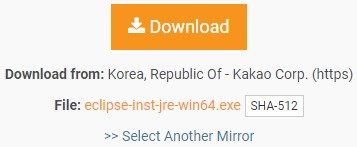 Download
Download from: Korea, Republic Of - Kakao Corp. (https)
File: eclipse-inst-jre-win64.exe SHA-512
>> Select Another Mirror